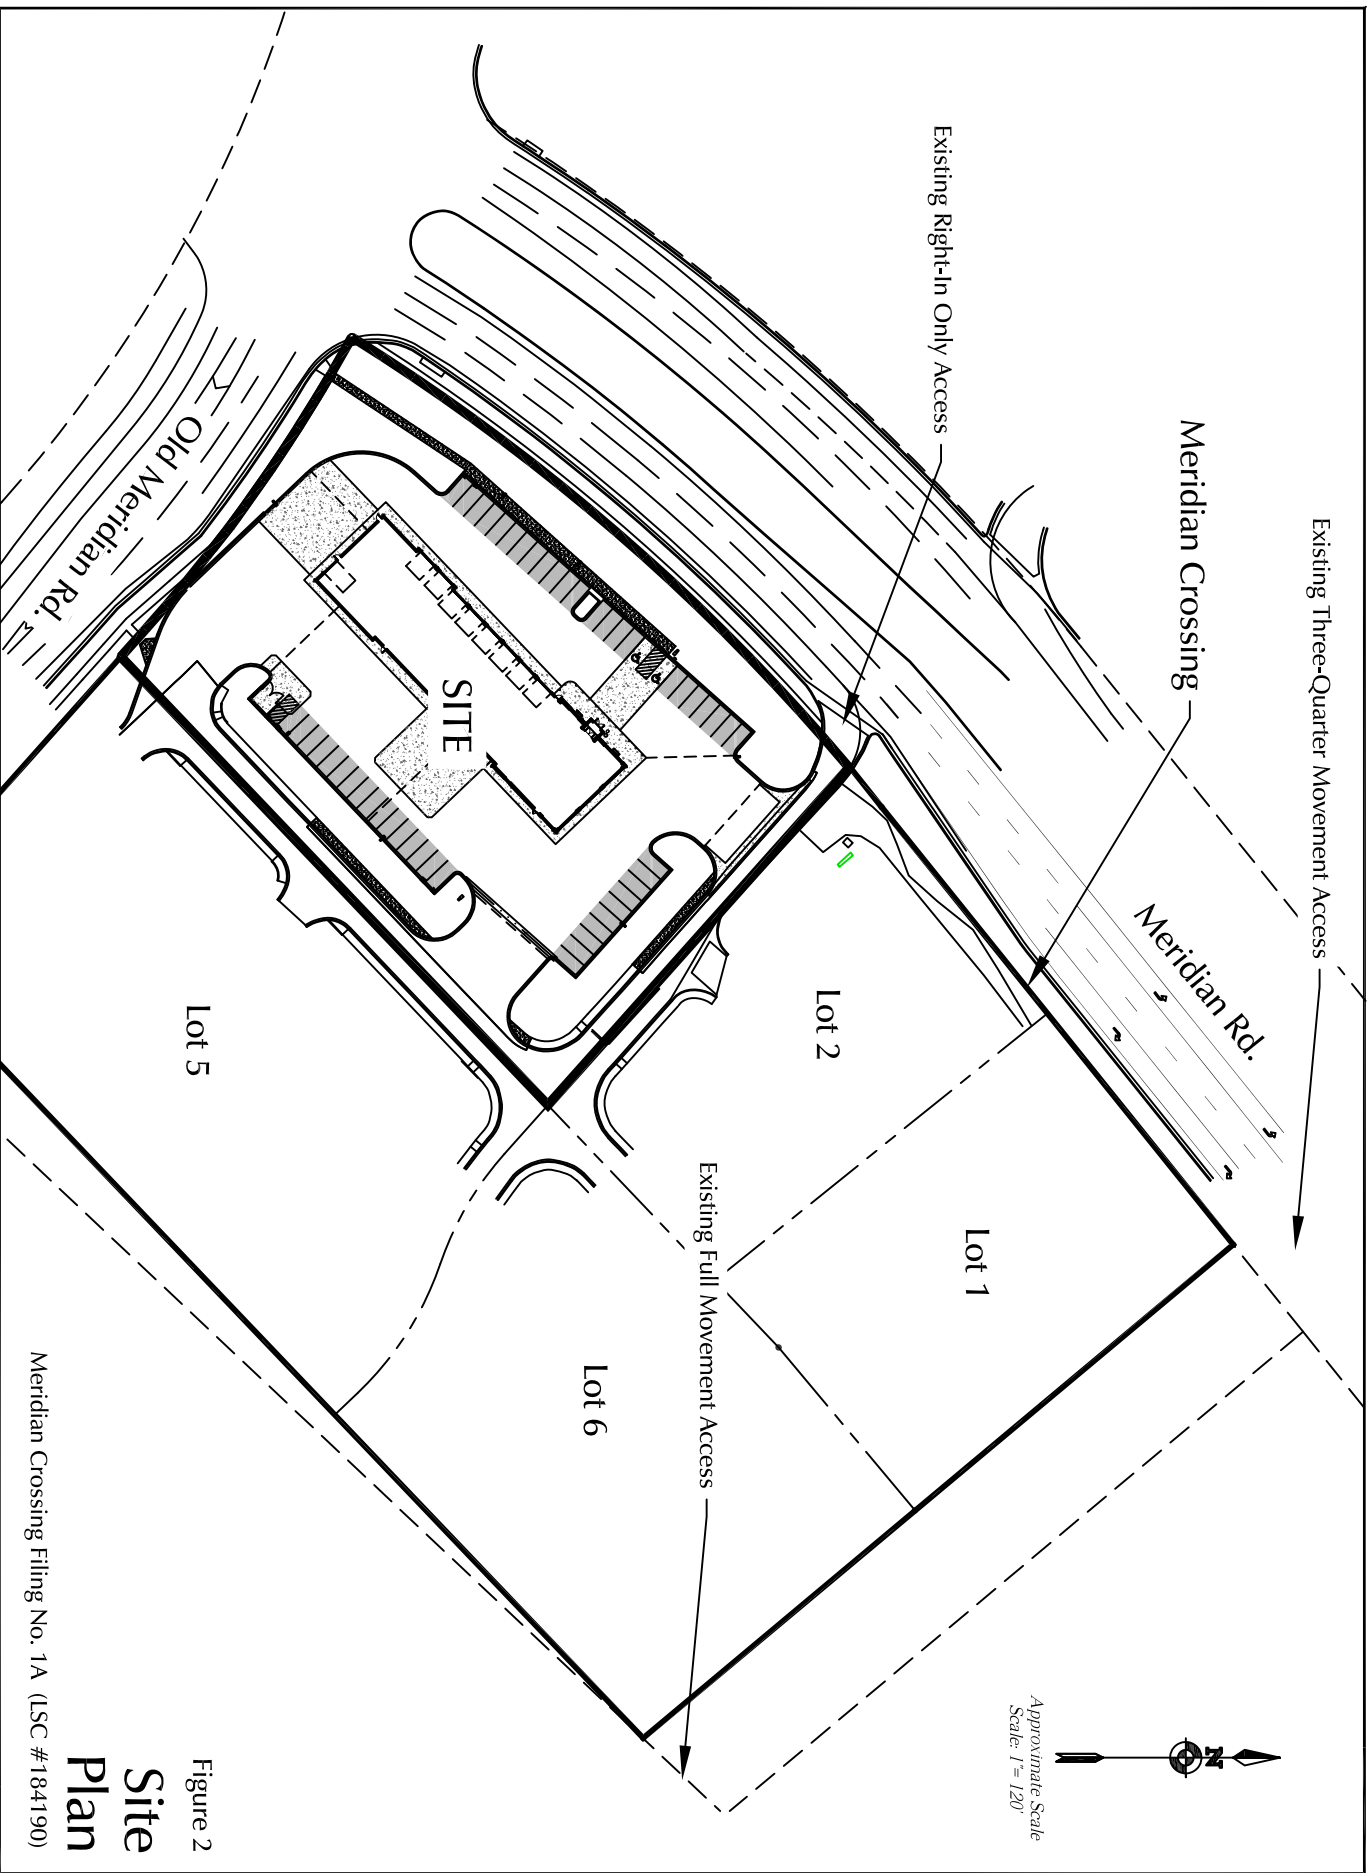 Existing Three-Quarter Movement Access
Meridian Crossing
Existing Right-In Only Access
Meridian Rd.
Old Meridian Rd.
SITE
Lot 2
Lot 1
Lot 5
Lot 6
Existing Full Movement Access
N
Approximate Scale
Scale: 1"= 120'
Figure 2
Site
Plan
Meridian Crossing Filing No. 1A (LSC #184190)